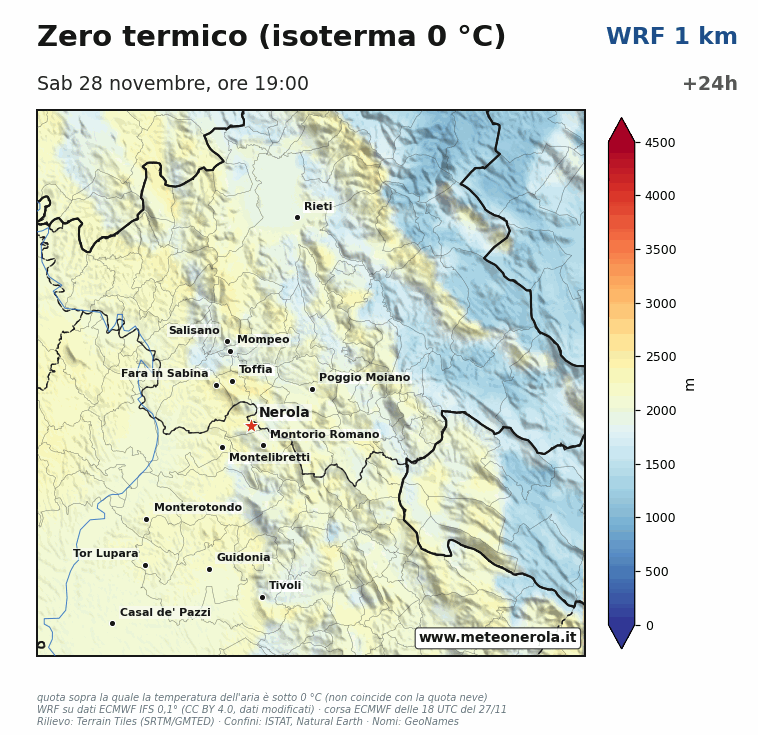 Zero termico (isoterma 0 °C)
WRF 1 km
Sab 28 novembre, ore 19:00
+24h
4500
4000
3500
3000
2500
2000
1500
1000
500
0
m
Rieti
Salisano
Mompeo
Fara in Sabina
Toffia
Poggio Moiano
Nerola
Montorio Romano
Montelibretti
Monterotondo
Tor Lupara
Guidonia
Tivoli
Casal de' Pazzi
www.meteonerola.it
quota sopra la quale la temperatura dell'aria è sotto 0 °C (non coincide con la quota neve)
WRF su dati ECMWF IFS 0,1° (CC BY 4.0, dati modificati) · corsa ECMWF delle 18 UTC del 27/11
Rilievo: Terrain Tiles (SRTM/GMTED) · Confini: ISTAT, Natural Earth · Nomi: GeoNames